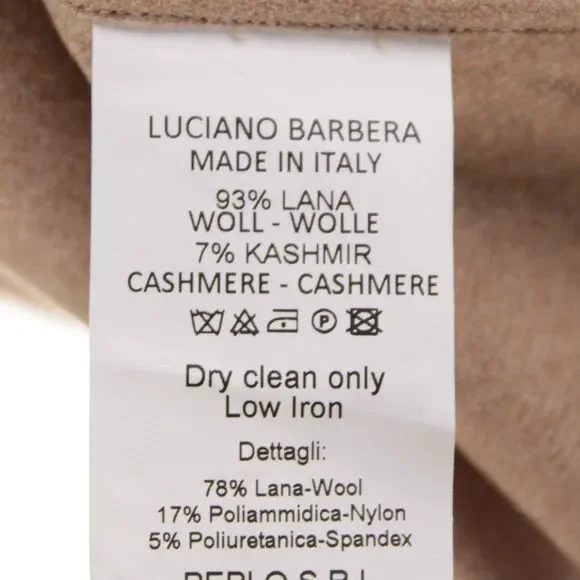 LUCIANO BARBERA
MADE IN ITALY
93% LANA
WOLL - WOLLE
7% KASHMIR
CASHMERE - CASHMERE
P
Dry clean only
Low Iron
Dettagli:
78% Lana-Wool
17% Poliammidica-Nylon
5% Poliuretanica-Spandex